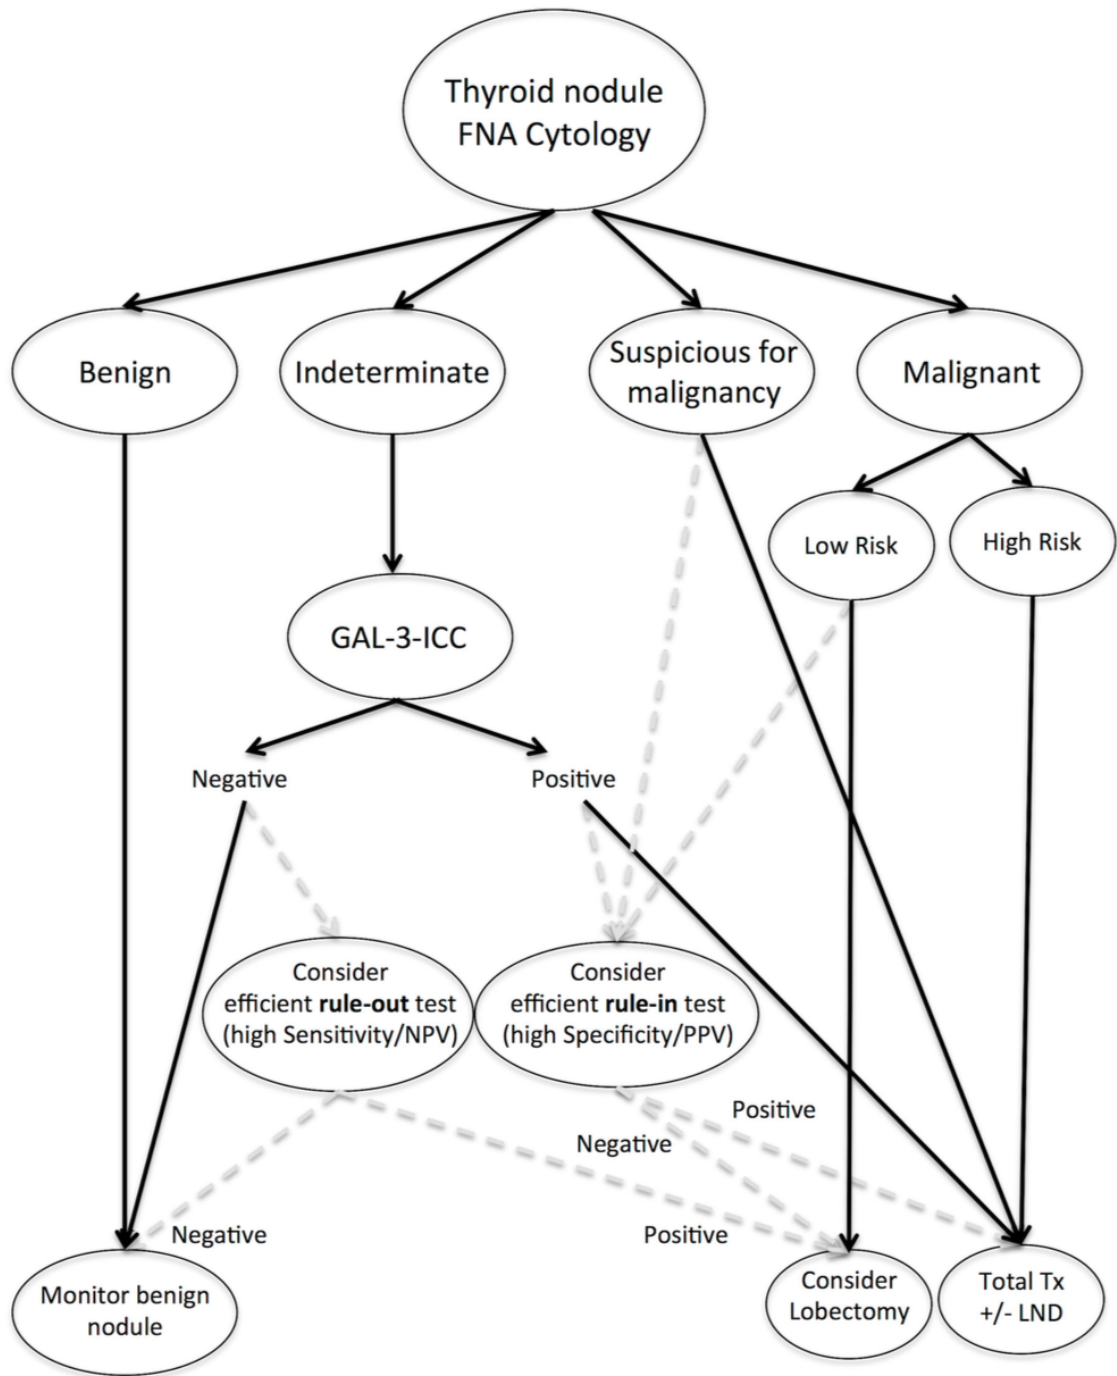 Thyroid nodule
FNA Cytology
Benign
Indeterminate
Suspicious for
malignancy
Malignant
Low Risk
High Risk
GAL-3-ICC
Negative
Positive
Consider
efficient rule-out test
(high Sensitivity/NPV)
Consider
efficient rule-in test
(high Specificity/PPV)
Positive
Negative
Negative
Positive
Monitor benign
nodule
Consider
Lobectomy
Total Tx
+/- LND